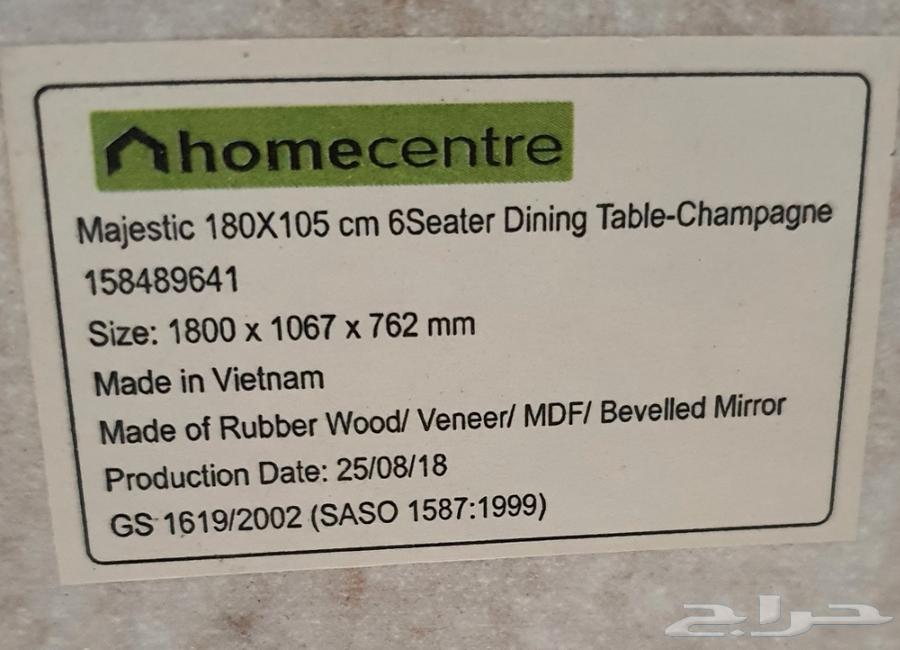 homecentre
Majestic 180X105 cm 6Seater Dining Table-Champagne
158489641
Size: 1800 x 1067 x 762 mm
Made in Vietnam
Made of Rubber Wood/ Veneer/ MDF/ Bevelled Mirror
Production Date: 25/08/18
GS 1619/2002 (SASO 1587:1999)
حراج